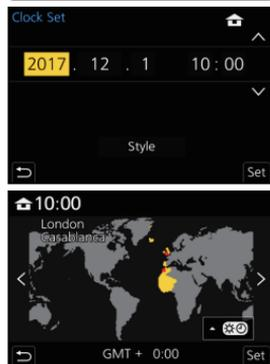 Clock Set
2017 . 12 . 1 10 : 00
Style
Set
10:00
London
Casablanca
GMT + 0:00
Set